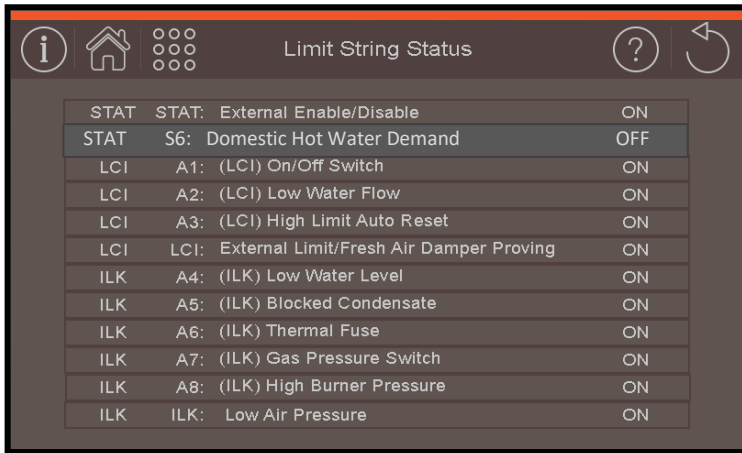 i Limit String Status ?
STAT STAT: External Enable/Disable ON
STAT S6: Domestic Hot Water Demand OFF
LCI A1: (LCI) On/Off Switch ON
LCI A2: (LCI) Low Water Flow ON
LCI A3: (LCI) High Limit Auto Reset ON
LCI LCI: External Limit/Fresh Air Damper Proving ON
ILK A4: (ILK) Low Water Level ON
ILK A5: (ILK) Blocked Condensate ON
ILK A6: (ILK) Thermal Fuse ON
ILK A7: (ILK) Gas Pressure Switch ON
ILK A8: (ILK) High Burner Pressure ON
ILK ILK: Low Air Pressure ON